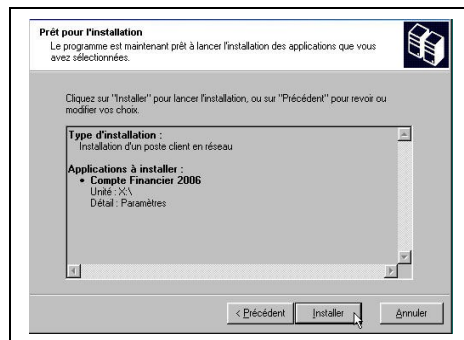 Prêt pour l'installation
Le programme est maintenant prêt à lancer l'installation des applications que vous
avez sélectionnées.
Cliquez sur "Installer" pour lancer l'installation, ou sur "Précédent" pour revoir ou
modifier vos choix.
Type d'installation :
Installation d'un poste client en réseau
Applications à installer :
• Compte Financier 2006
Unité : X:\
Détail : Paramètres
< Précédent
Installer
Annuler